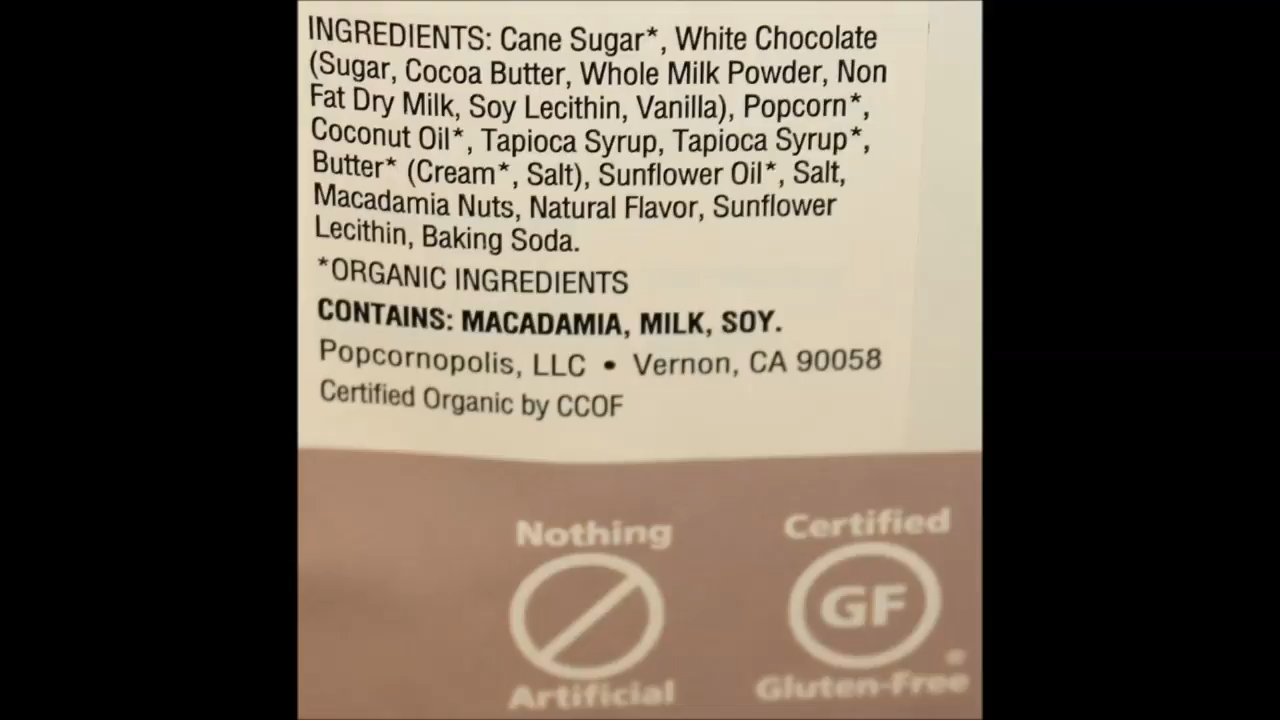 INGREDIENTS: Cane Sugar*, White Chocolate
(Sugar, Cocoa Butter, Whole Milk Powder, Non
Fat Dry Milk, Soy Lecithin, Vanilla), Popcorn*,
Coconut Oil*, Tapioca Syrup, Tapioca Syrup*,
Butter* (Cream*, Salt), Sunflower Oil*, Salt,
Macadamia Nuts, Natural Flavor, Sunflower
Lecithin, Baking Soda.
*ORGANIC INGREDIENTS
CONTAINS: MACADAMIA, MILK, SOY.
Popcornopolis, LLC • Vernon, CA 90058
Certified Organic by CCOF
Nothing
Artificial
Certified
GF
Gluten-Free